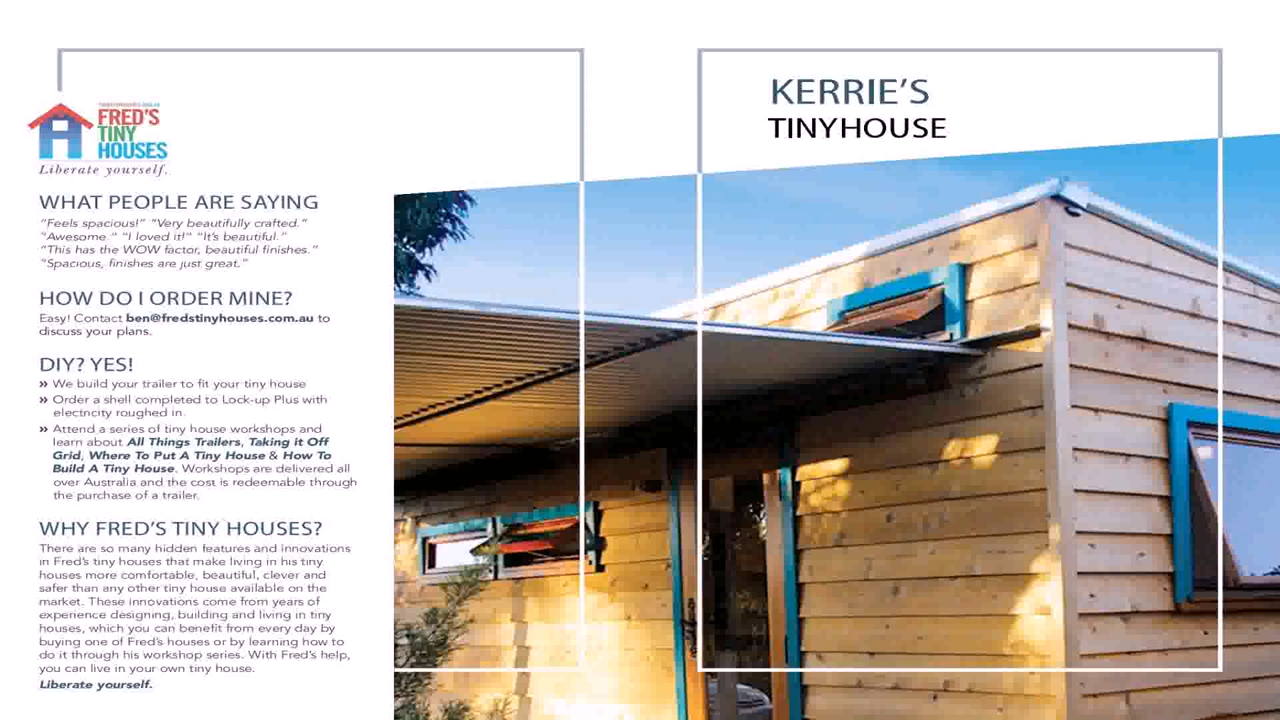 FRED'S
TINY
HOUSES
Liberate yourself.
WHAT PEOPLE ARE SAYING
"Feels spacious!" "Very beautifully crafted."
"Awesome." "I loved it!" "It's beautiful."
"This has the WOW factor, beautiful finishes."
"Spacious, finishes are just great."
HOW DO I ORDER MINE?
Easy! Contact ben@fredstinyhouses.com.au to
discuss your plans.
DIY? YES!
» We build your trailer to fit your tiny house
» Order a shell completed to Lock-up Plus with
electricity roughed in.
» Attend a series of tiny house workshops and
learn about All Things Trailers, Taking it Off
Grid, Where To Put A Tiny House & How To
Build A Tiny House. Workshops are delivered all
over Australia and the cost is redeemable through
the purchase of a trailer.
WHY FRED'S TINY HOUSES?
There are so many hidden features and innovations
in Fred's tiny houses that make living in his tiny
houses more comfortable, beautiful, clever and
safer than any other tiny house available on the
market. These innovations come from years of
experience designing, building and living in tiny
houses, which you can benefit from every day by
buying one of Fred's houses or by learning how to
do it through his workshop series. With Fred's help,
you can live in your own tiny house.
Liberate yourself.
KERRIE'S
TINYHOUSE